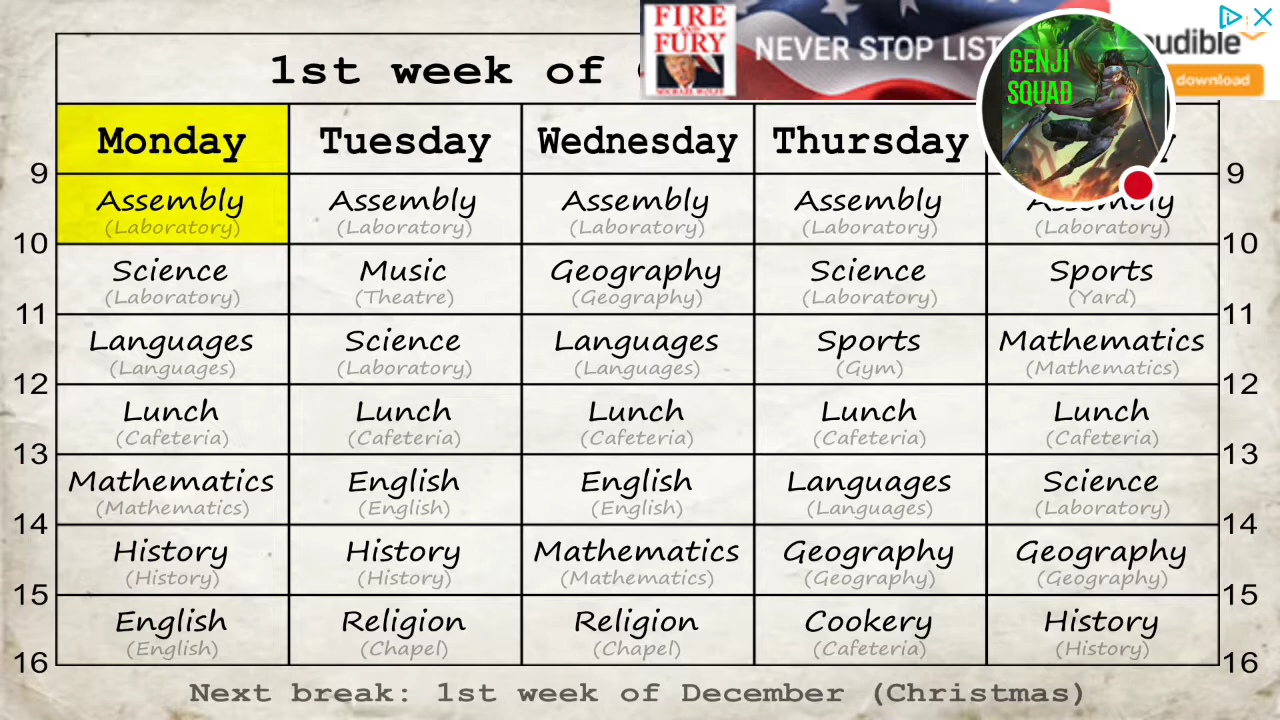 FIRE
AND
FURY
MICHAEL WOLFF
NEVER STOP
audible
download
GENJI
SQUAD
1st week of
Monday Tuesday Wednesday Thursday
9 9
Assembly Assembly Assembly Assembly Assembly
(Laboratory) (Laboratory) (Laboratory) (Laboratory) (Laboratory)
10 10
Science Music Geography Science Sports
(Laboratory) (Theatre) (Geography) (Laboratory) (Yard)
11 11
Languages Science Languages Sports Mathematics
(Languages) (Laboratory) (Languages) (Gym) (Mathematics)
12 12
Lunch Lunch Lunch Lunch Lunch
(Cafeteria) (Cafeteria) (Cafeteria) (Cafeteria) (Cafeteria)
13 13
Mathematics English English Languages Science
(Mathematics) (English) (English) (Languages) (Laboratory)
14 14
History History Mathematics Geography Geography
(History) (History) (Mathematics) (Geography) (Geography)
15 15
English Religion Religion Cookery History
(English) (Chapel) (Chapel) (Cafeteria) (History)
16 16
Next break: 1st week of December (Christmas)